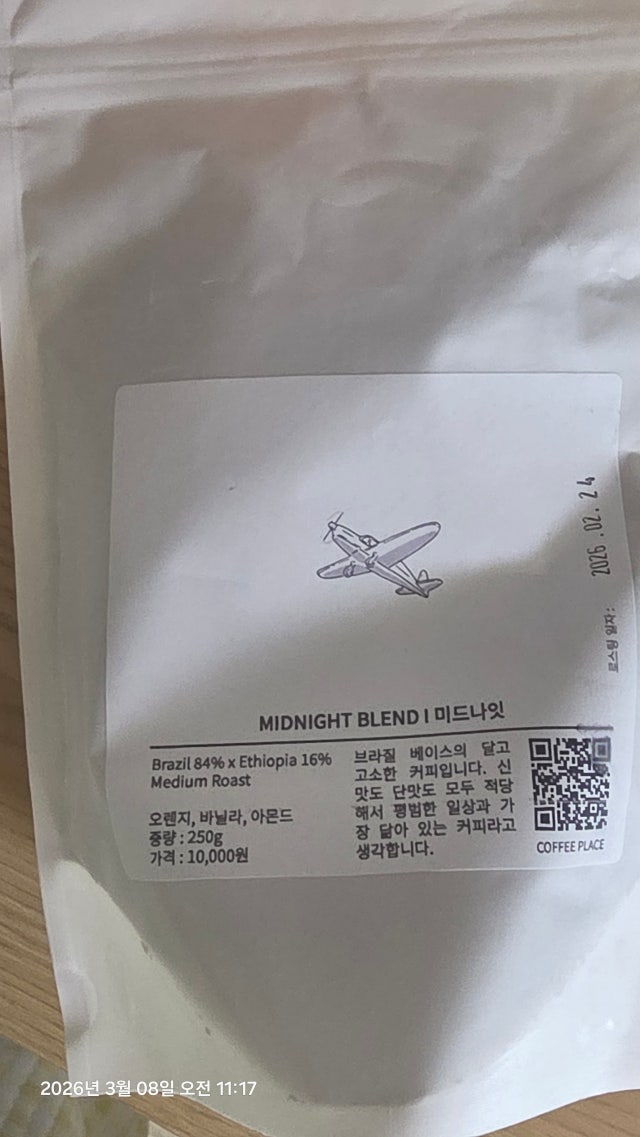 로스팅 일자: 2026 .02. 24
MIDNIGHT BLEND I 미드나잇
Brazil 84% x Ethiopia 16%
Medium Roast
오렌지, 바닐라, 아몬드
중량 : 250g
가격 : 10,000원
브라질 베이스의 달고
고소한 커피입니다. 신
맛도 단맛도 모두 적당
해서 평범한 일상과 가
장 닮아 있는 커피라고
생각합니다.
COFFEE PLACE
2026년 3월 08일 오전 11:17